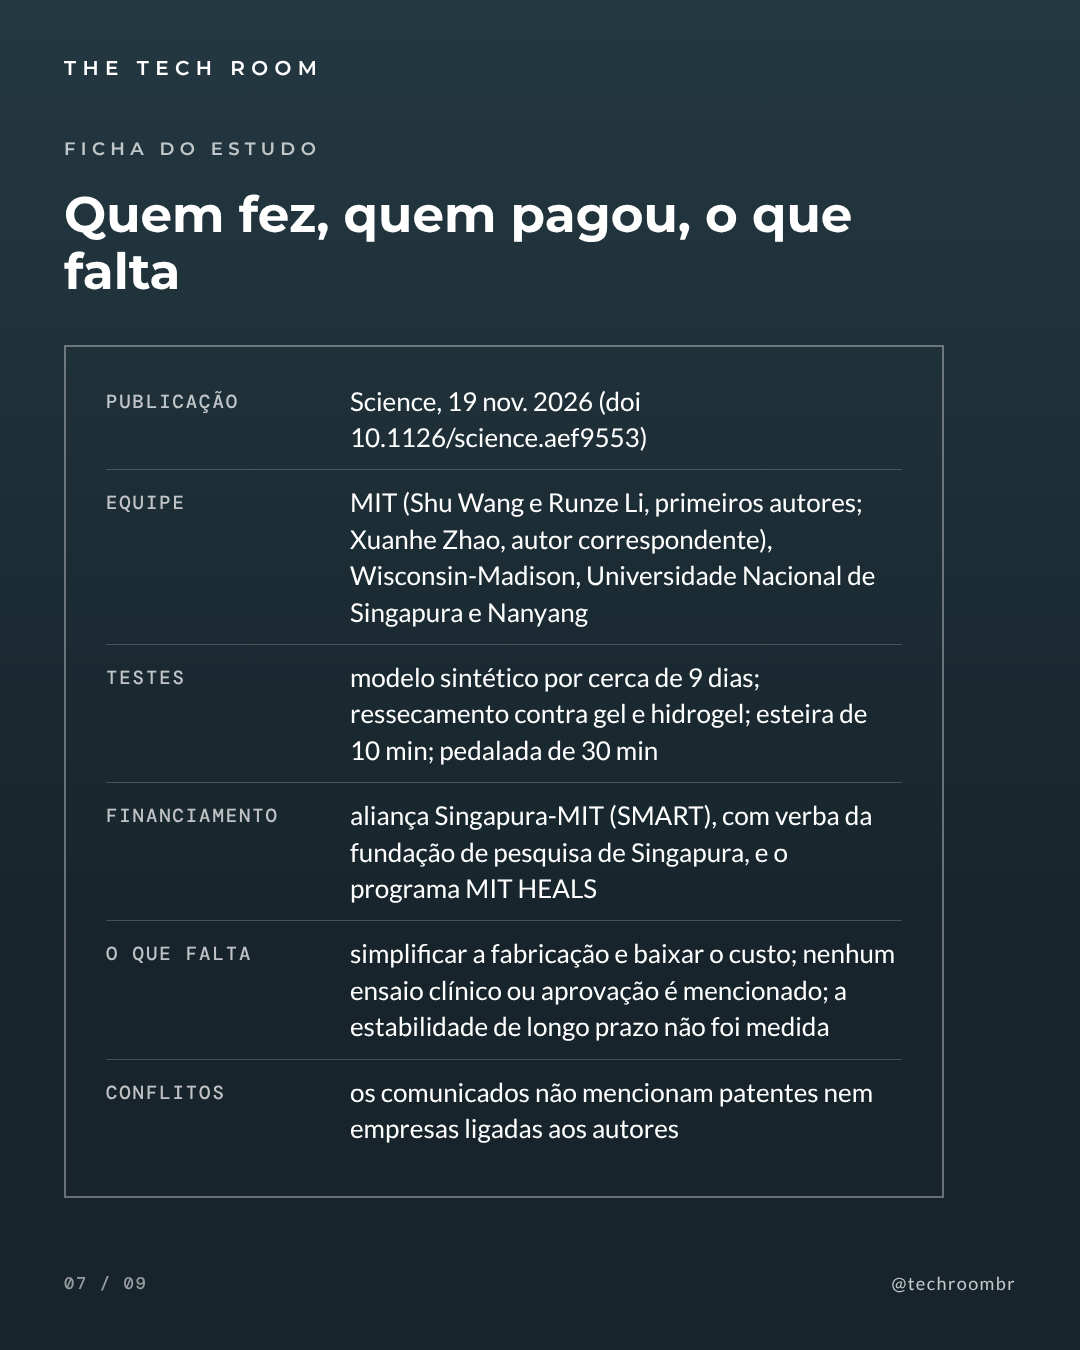 THE TECH ROOM
FICHA DO ESTUDO
Quem fez, quem pagou, o que
falta
PUBLICAÇÃO
Science, 19 nov. 2026 (doi
10.1126/science.aef9553)
EQUIPE
MIT (Shu Wang e Runze Li, primeiros autores;
Xuanhe Zhao, autor correspondente),
Wisconsin-Madison, Universidade Nacional de
Singapura e Nanyang
TESTES
modelo sintético por cerca de 9 dias;
ressecamento contra gel e hidrogel; esteira de
10 min; pedalada de 30 min
FINANCIAMENTO
aliança Singapura-MIT (SMART), com verba da
fundação de pesquisa de Singapura, e o
programa MIT HEALS
O QUE FALTA
simplificar a fabricação e baixar o custo; nenhum
ensaio clínico ou aprovação é mencionado; a
estabilidade de longo prazo não foi medida
CONFLITOS
os comunicados não mencionam patentes nem
empresas ligadas aos autores
07 / 09
@techroombr